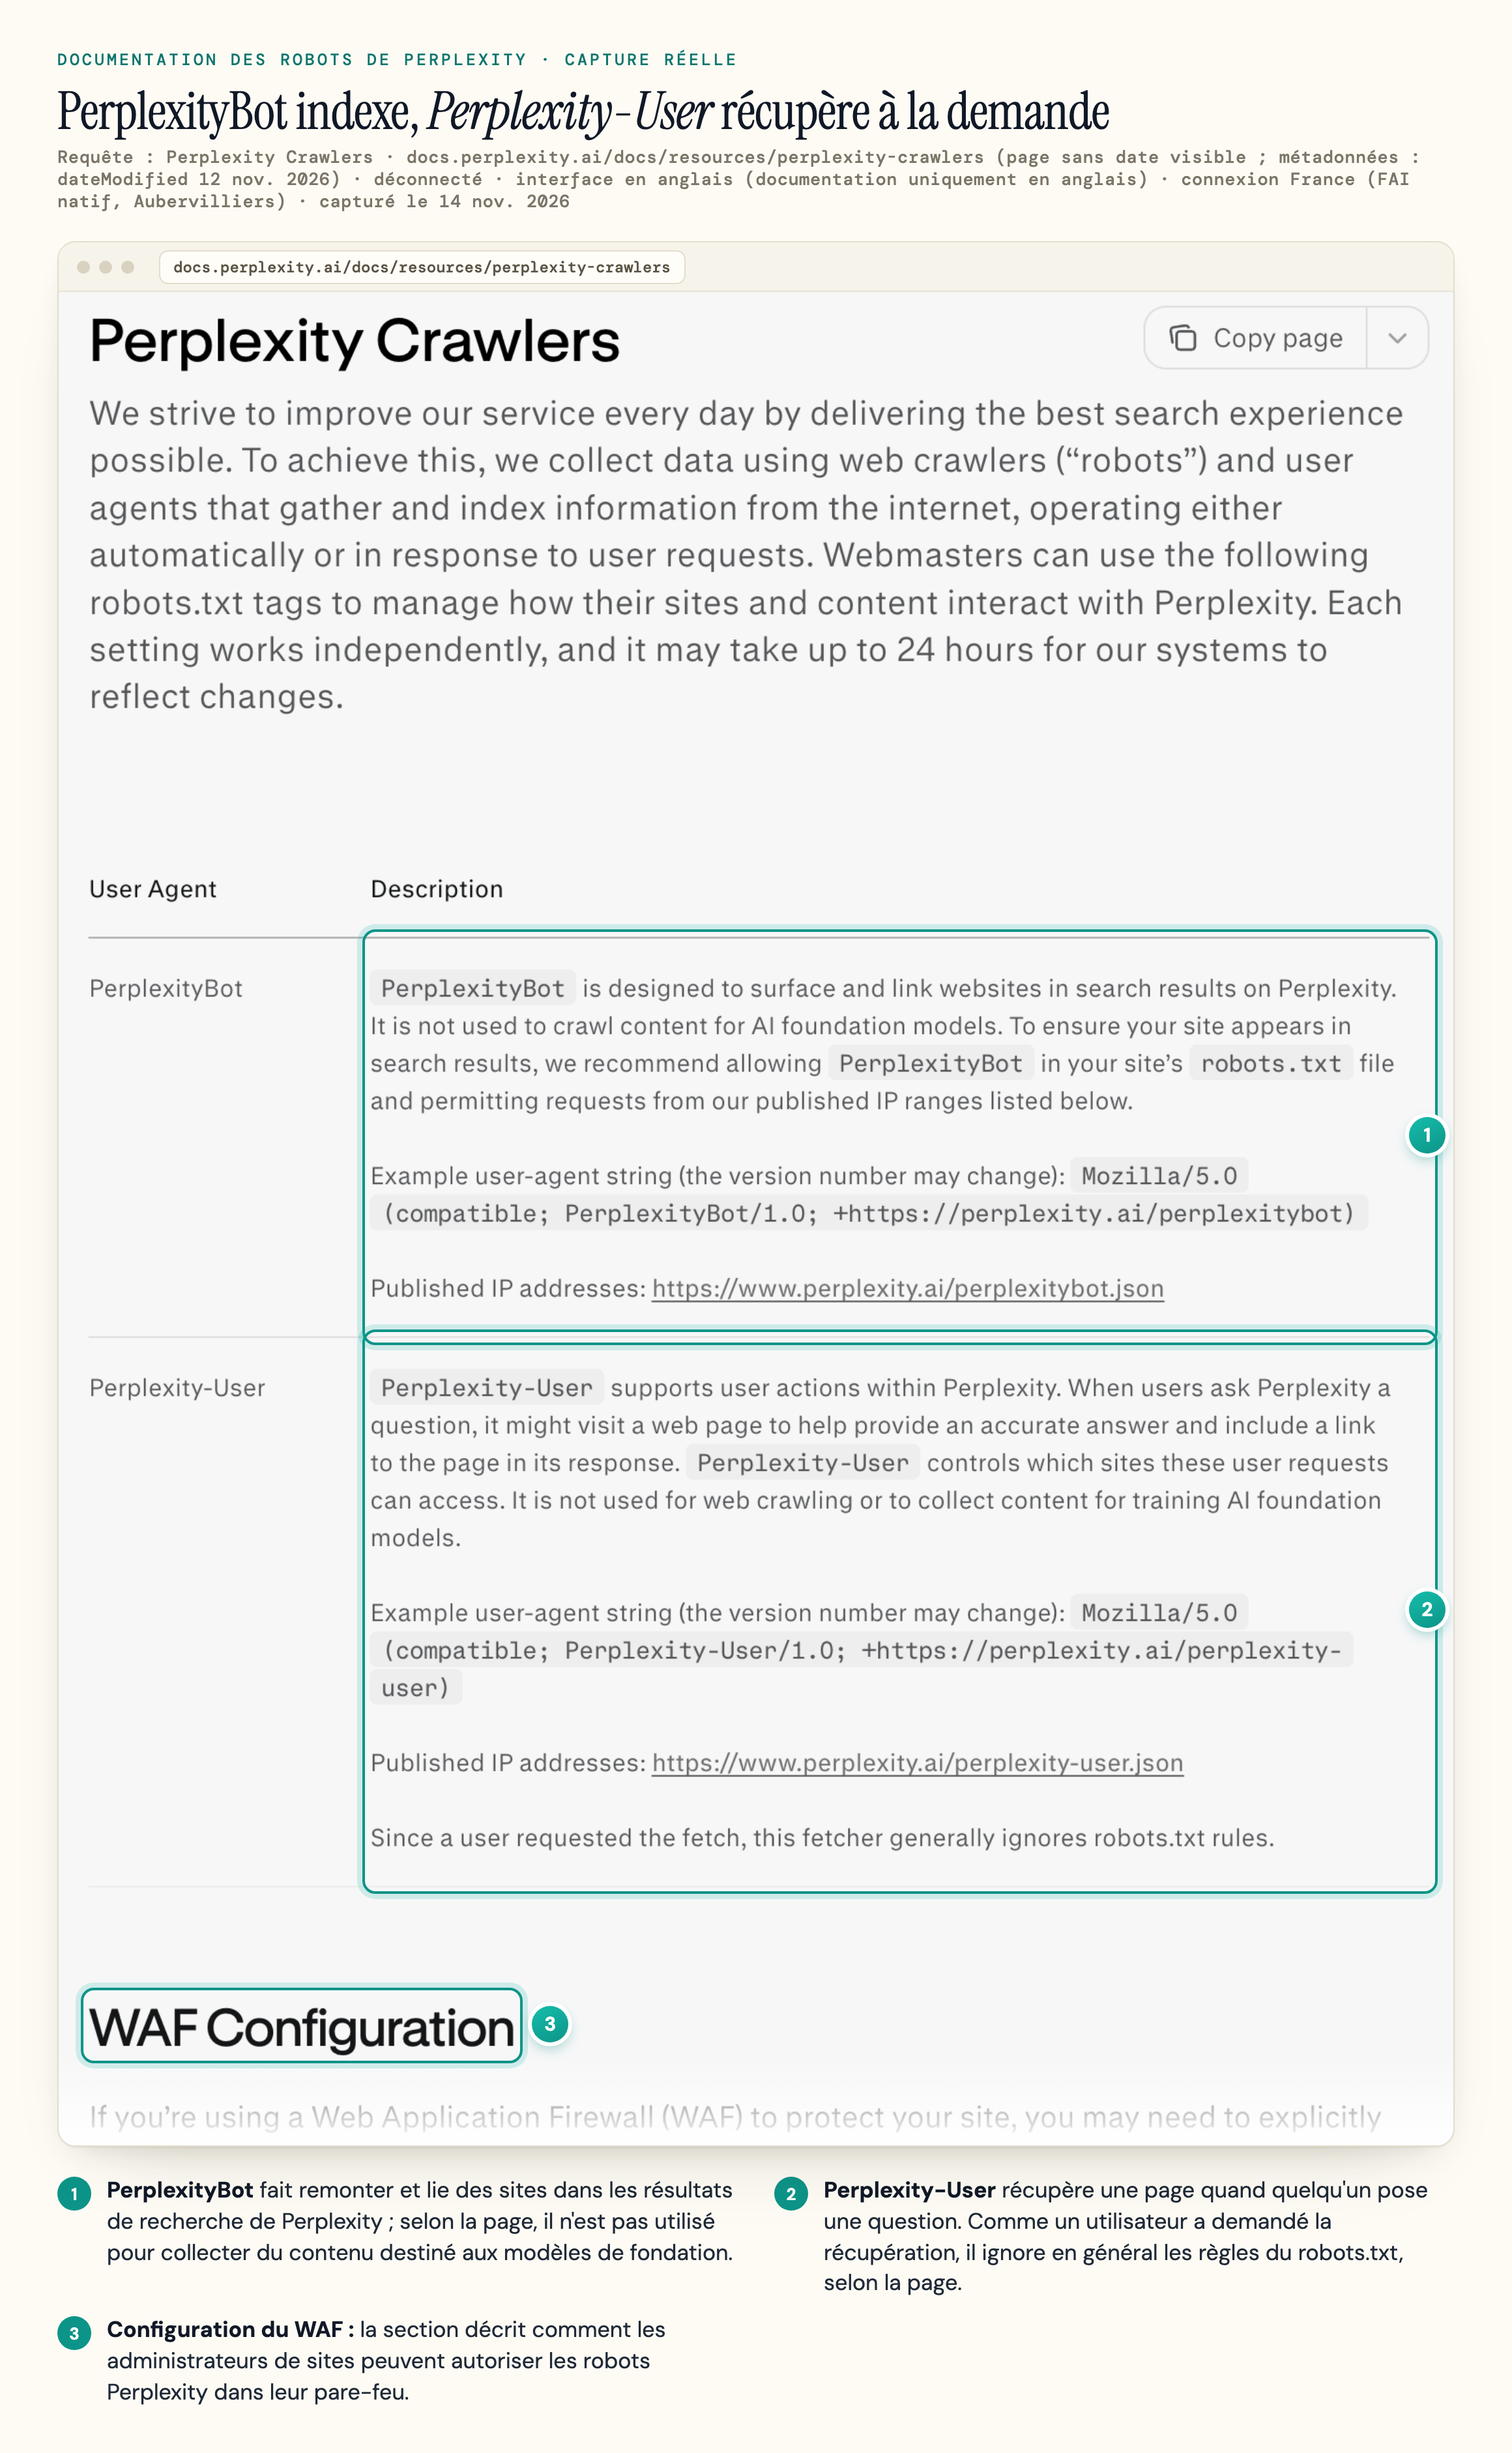 DOCUMENTATION DES ROBOTS DE PERPLEXITY · CAPTURE RÉELLE
PerplexityBot indexe, Perplexity-User récupère à la demande
Requête : Perplexity Crawlers · docs.perplexity.ai/docs/resources/perplexity-crawlers (page sans date visible ; métadonnées :
dateModified 12 nov. 2026) · déconnecté · interface en anglais (documentation uniquement en anglais) · connexion France (FAI
natif, Aubervilliers) · capturé le 14 nov. 2026
docs.perplexity.ai/docs/resources/perplexity-crawlers
Perplexity Crawlers
Copy page
We strive to improve our service every day by delivering the best search experience
possible. To achieve this, we collect data using web crawlers (“robots”) and user
agents that gather and index information from the internet, operating either
automatically or in response to user requests. Webmasters can use the following
robots.txt tags to manage how their sites and content interact with Perplexity. Each
setting works independently, and it may take up to 24 hours for our systems to
reflect changes.
User Agent
Description
PerplexityBot
PerplexityBot is designed to surface and link websites in search results on Perplexity.
It is not used to crawl content for AI foundation models. To ensure your site appears in
search results, we recommend allowing PerplexityBot in your site’s robots.txt file
and permitting requests from our published IP ranges listed below.
1
Example user-agent string (the version number may change): Mozilla/5.0
(compatible; PerplexityBot/1.0; +https://perplexity.ai/perplexitybot)
Published IP addresses: https://www.perplexity.ai/perplexitybot.json
Perplexity-User
Perplexity-User supports user actions within Perplexity. When users ask Perplexity a
question, it might visit a web page to help provide an accurate answer and include a link
to the page in its response. Perplexity-User controls which sites these user requests
can access. It is not used for web crawling or to collect content for training AI foundation
models.
Example user-agent string (the version number may change): Mozilla/5.0
2
(compatible; Perplexity-User/1.0; +https://perplexity.ai/perplexity-
user)
Published IP addresses: https://www.perplexity.ai/perplexity-user.json
Since a user requested the fetch, this fetcher generally ignores robots.txt rules.
WAF Configuration
3
If you’re using a Web Application Firewall (WAF) to protect your site, you may need to explicitly
1
PerplexityBot fait remonter et lie des sites dans les résultats
de recherche de Perplexity ; selon la page, il n'est pas utilisé
pour collecter du contenu destiné aux modèles de fondation.
2
Perplexity-User récupère une page quand quelqu'un pose
une question. Comme un utilisateur a demandé la
récupération, il ignore en général les règles du robots.txt,
selon la page.
3
Configuration du WAF : la section décrit comment les
administrateurs de sites peuvent autoriser les robots
Perplexity dans leur pare-feu.